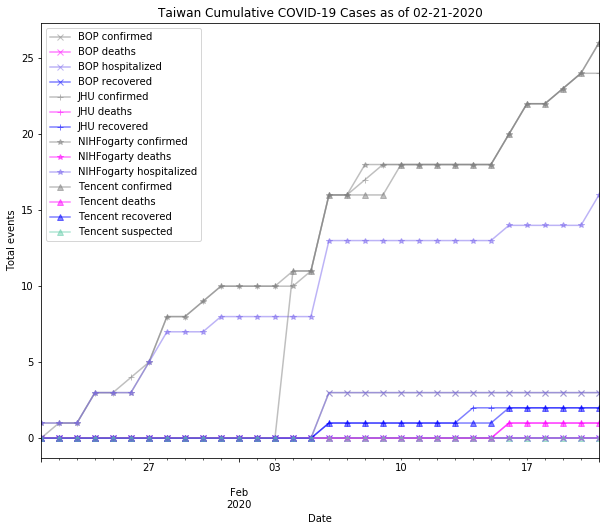 Taiwan Cumulative COVID-19 Cases as of 02-21-2020
BOP confirmed
BOP deaths
BOP hospitalized
BOP recovered
JHU confirmed
JHU deaths
JHU recovered
NIHFogarty confirmed
NIHFogarty deaths
NIHFogarty hospitalized
Tencent confirmed
Tencent deaths
Tencent recovered
Tencent suspected
Total events
25
20
15
10
5
0
27 03 10 17
Feb
2020
Date